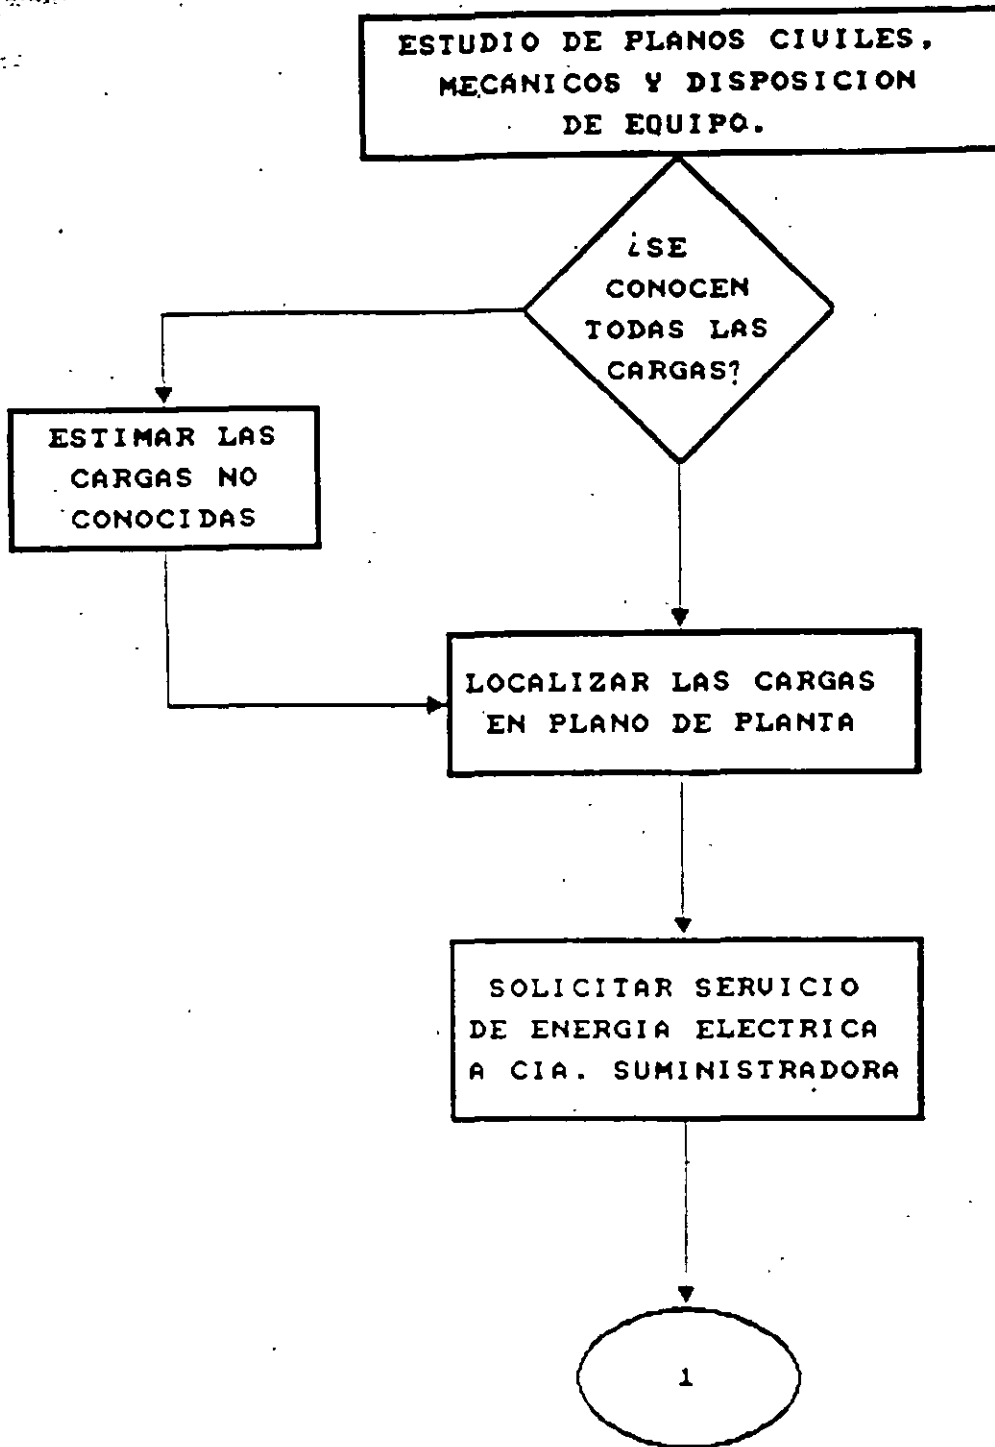 ESTUDIO DE PLANOS CIVILES,
MECANICOS Y DISPOSICION
DE EQUIPO.
¿SE
CONOCEN
TODAS LAS
CARGAS?
ESTIMAR LAS
CARGAS NO
CONOCIDAS
LOCALIZAR LAS CARGAS
EN PLANO DE PLANTA
SOLICITAR SERVICIO
DE ENERGIA ELECTRICA
A CIA. SUMINISTRADORA
1